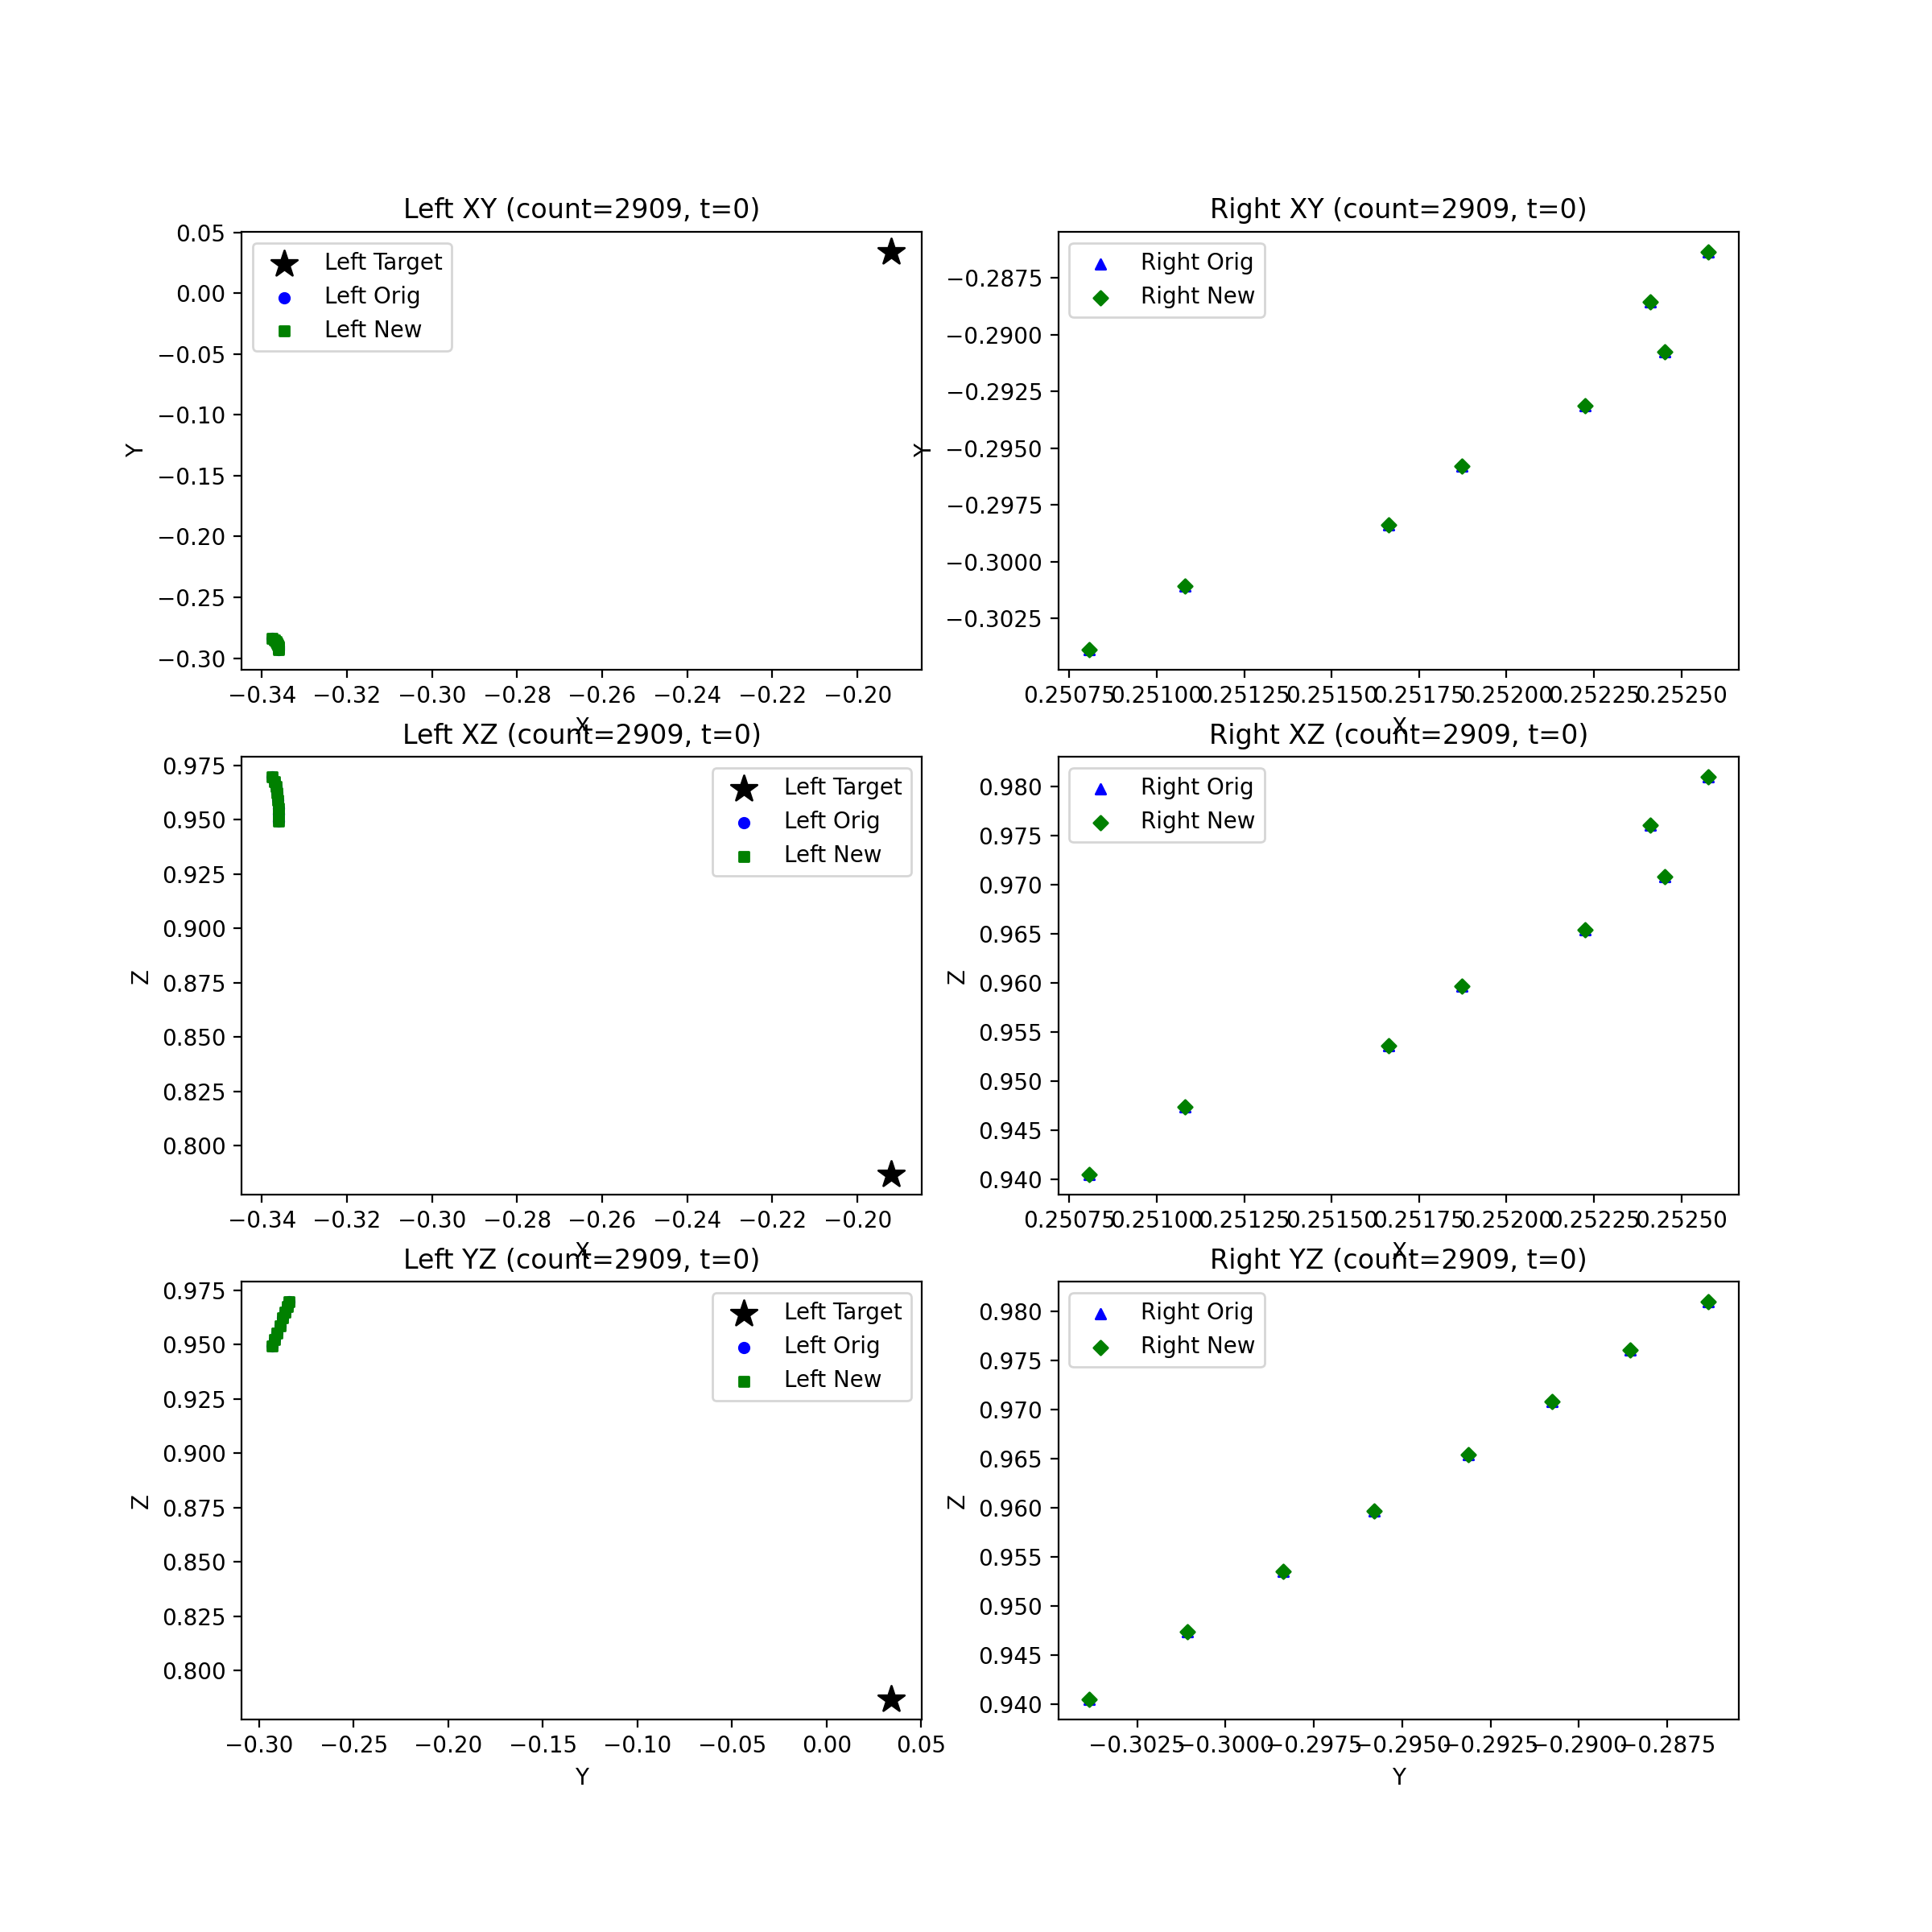 Left XY (count=2909, t=0)
0.05
0.00
−0.05
−0.10
−0.15
−0.20
−0.25
−0.30
Y
Left Target
Left Orig
Left New
−0.34 −0.32 −0.30 −0.28 −0.26 −0.24 −0.22 −0.20
X
Right XY (count=2909, t=0)
−0.2875
−0.2900
−0.2925
−0.2950
−0.2975
−0.3000
−0.3025
Y
Right Orig
Right New
0.25075 0.25100 0.25125 0.25150 0.25175 0.25200 0.25225 0.25250
X
Left XZ (count=2909, t=0)
0.975
0.950
0.925
0.900
0.875
0.850
0.825
0.800
Z
Left Target
Left Orig
Left New
−0.34 −0.32 −0.30 −0.28 −0.26 −0.24 −0.22 −0.20
X
Right XZ (count=2909, t=0)
0.980
0.975
0.970
0.965
0.960
0.955
0.950
0.945
0.940
Z
Right Orig
Right New
0.25075 0.25100 0.25125 0.25150 0.25175 0.25200 0.25225 0.25250
X
Left YZ (count=2909, t=0)
0.975
0.950
0.925
0.900
0.875
0.850
0.825
0.800
Z
Left Target
Left Orig
Left New
−0.30 −0.25 −0.20 −0.15 −0.10 −0.05 0.00 0.05
Y
Right YZ (count=2909, t=0)
0.980
0.975
0.970
0.965
0.960
0.955
0.950
0.945
0.940
Z
Right Orig
Right New
−0.3025 −0.3000 −0.2975 −0.2950 −0.2925 −0.2900 −0.2875
Y